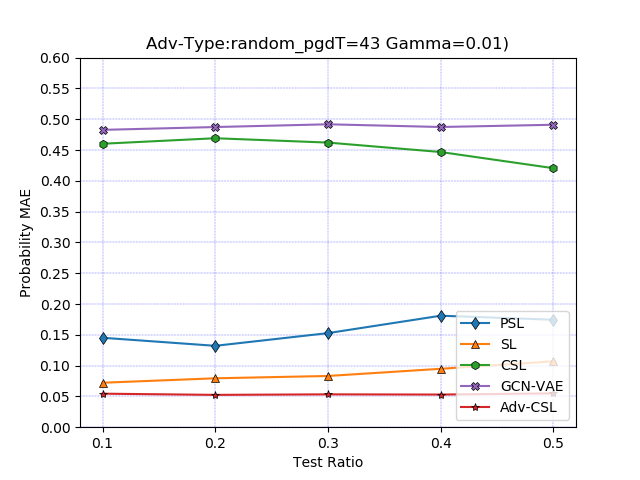 Adv-Type:random_pgdT=43 Gamma=0.01)
Probability MAE
0.60
0.55
0.50
0.45
0.40
0.35
0.30
0.25
0.20
0.15
0.10
0.05
0.00
PSL
SL
CSL
GCN-VAE
Adv-CSL
0.1 0.2 0.3 0.4 0.5
Test Ratio